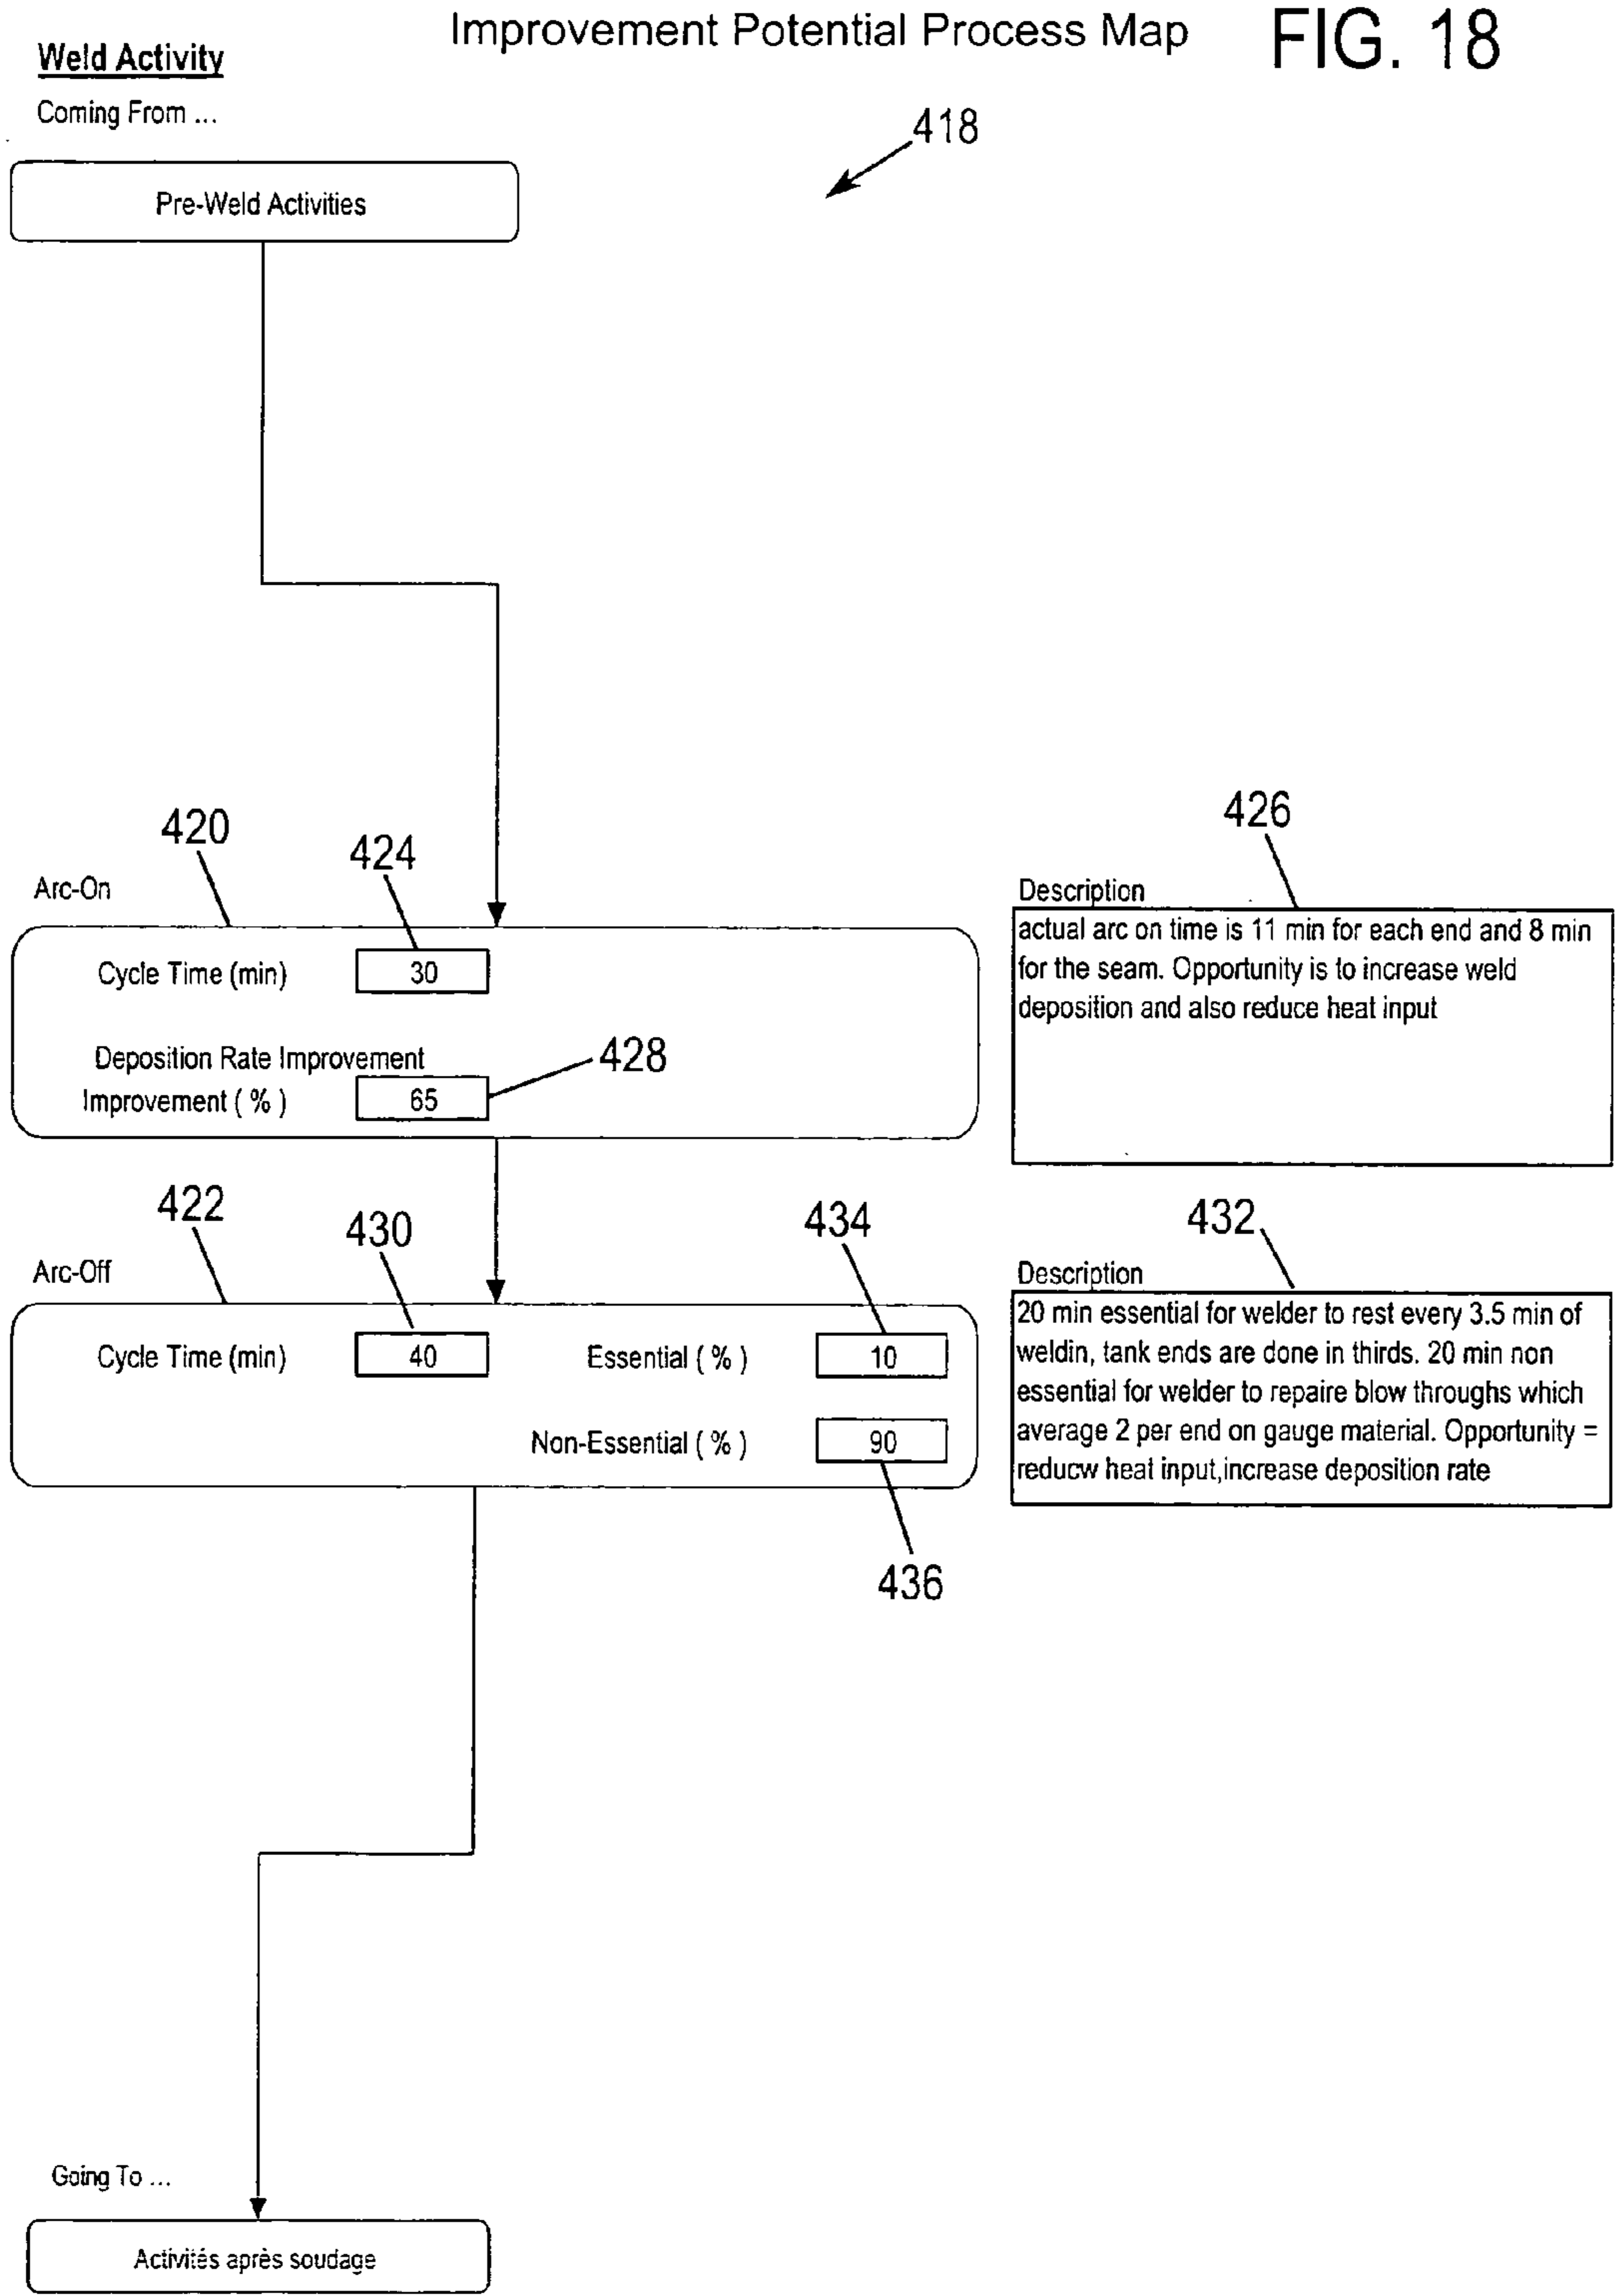 Improvement Potential Process Map
FIG. 18
Weld Activity
Coming From ...
418
Pre-Weld Activities
420
424
426
Arc-On
Description
Cycle Time (min)
30
actual arc on time is 11 min for each end and 8 min
for the seam. Opportunity is to increase weld
deposition and also reduce heat input
Deposition Rate Improvement
428
Improvement ( % )
65
422
430
434
432
Arc-Off
Description
Cycle Time (min)
40
Essential ( % )
10
Non-Essential ( % )
90
20 min essential for welder to rest every 3.5 min of
weldin, tank ends are done in thirds. 20 min non
essential for welder to repaire blow throughs which
average 2 per end on gauge material. Opportunity =
reducw heat input,increase deposition rate
436
Going To ...
Activités après soudage